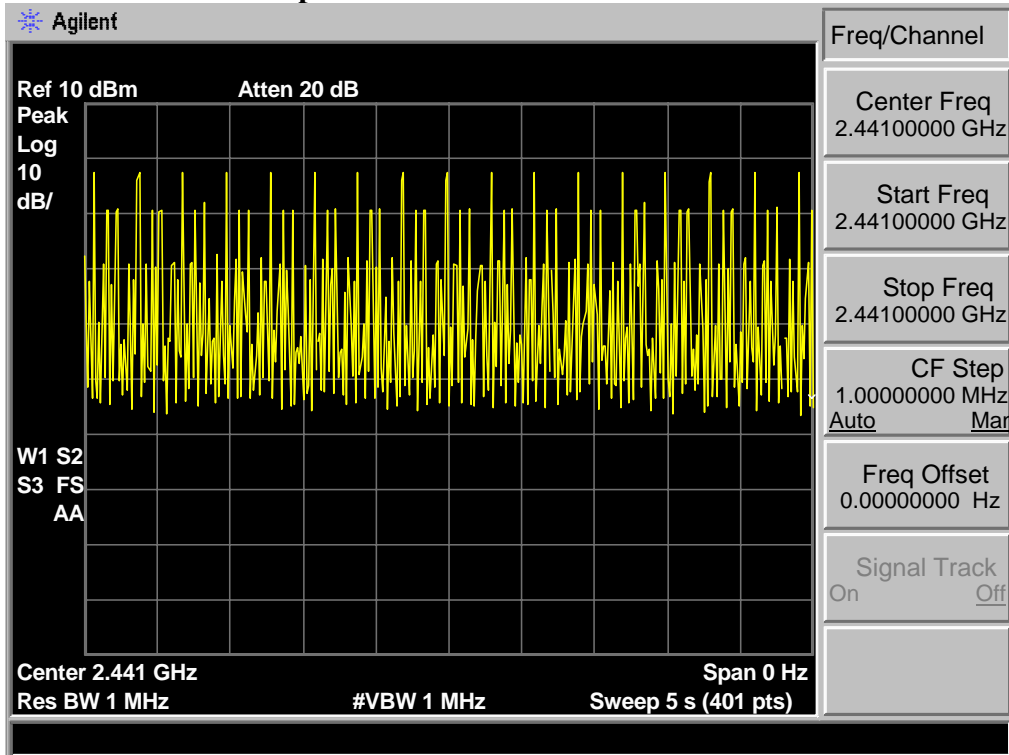 Agilent
Freq/Channel
Ref 10 dBm Atten 20 dB
Peak
Log
10
dB/
W1 S2
S3 FS
AA
Center 2.441 GHz Span 0 Hz
Res BW 1 MHz #VBW 1 MHz Sweep 5 s (401 pts)
Center Freq
2.44100000 GHz
Start Freq
2.44100000 GHz
Stop Freq
2.44100000 GHz
CF Step
1.00000000 MHz
Auto Man
Freq Offset
0.00000000 Hz
Signal Track
On Off